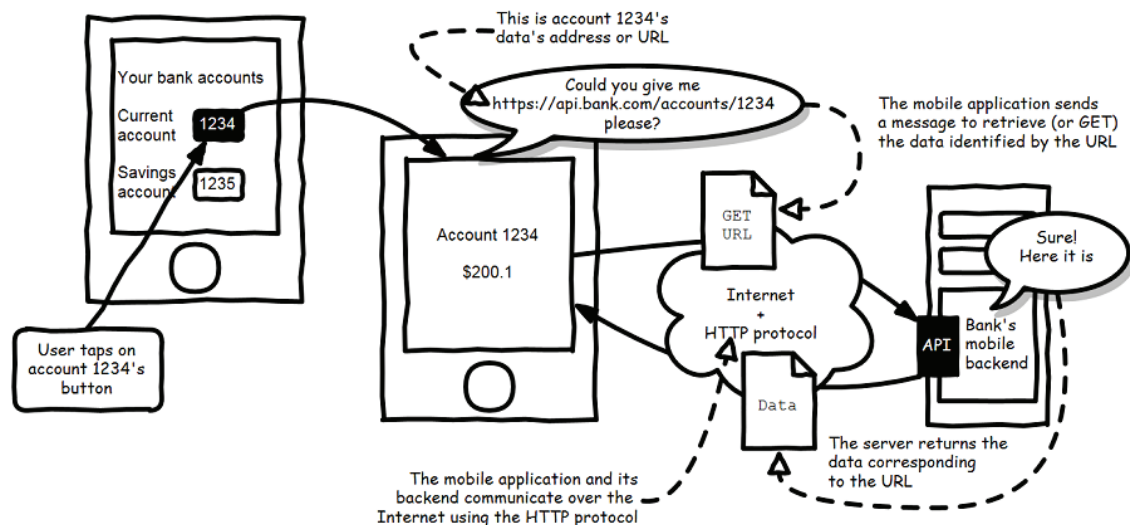 This is account 1234's
data's address or URL
Your bank accounts
Current
account
1234
Savings
account
1235
User taps on
account 1234's
button
Could you give me
https://api.bank.com/accounts/1234
please?
The mobile application sends
a message to retrieve (or GET)
the data identified by the URL
Account 1234
$200.1
GET
URL
Internet
+
HTTP protocol
Sure!
Here it is
API
Bank's
mobile
backend
Data
The server returns the
data corresponding
to the URL
The mobile application and its
backend communicate over the
Internet using the HTTP protocol